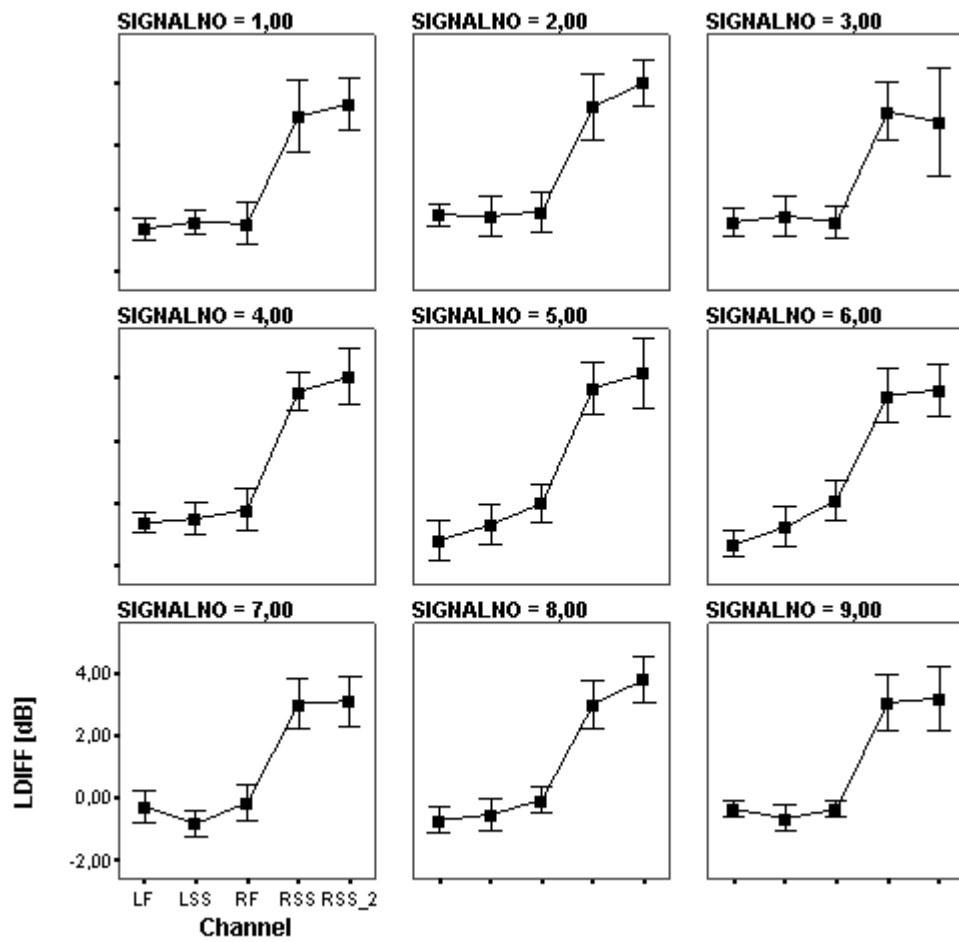 SIGNALNO = 1,00
SIGNALNO = 2,00
SIGNALNO = 3,00
SIGNALNO = 4,00
SIGNALNO = 5,00
SIGNALNO = 6,00
SIGNALNO = 7,00
SIGNALNO = 8,00
SIGNALNO = 9,00
LDIFF [dB]
4,00
2,00
0,00
-2,00
LF LSS RF RSS RSS_2
Channel